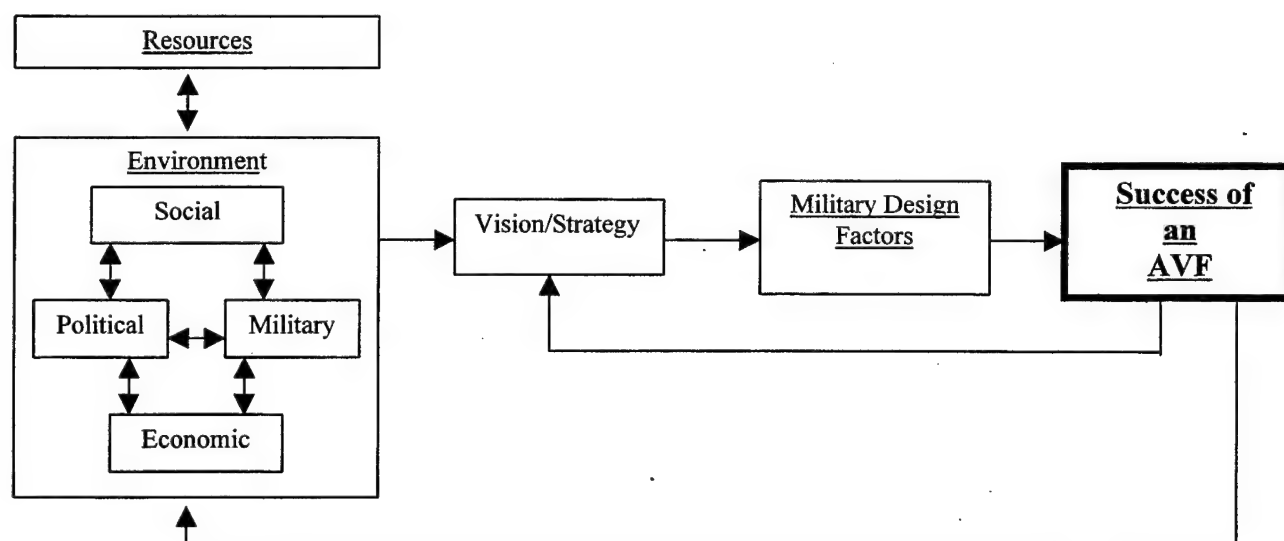 Resources
Environment
Social
Political
Military
Economic
Vision/Strategy
Military Design
Factors
Success of
an
AVF